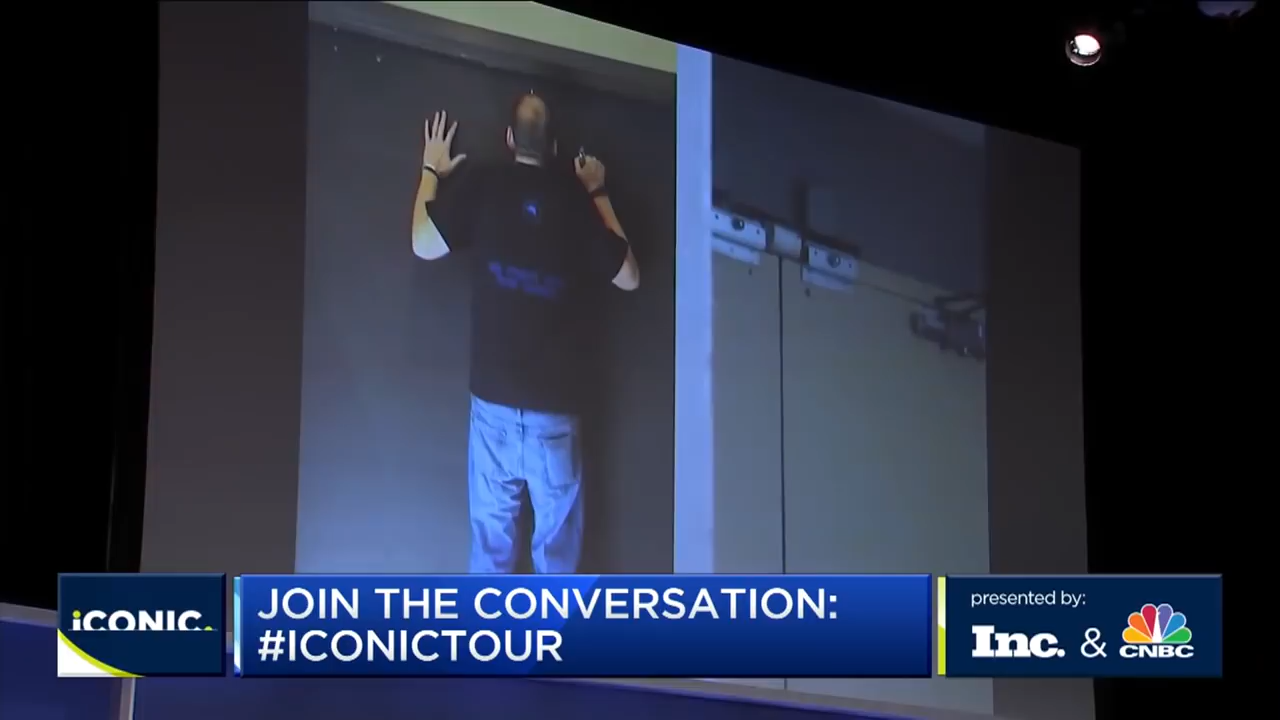 iCONIC.
JOIN THE CONVERSATION:
#ICONICTOUR
presented by:
Inc. & CNBC